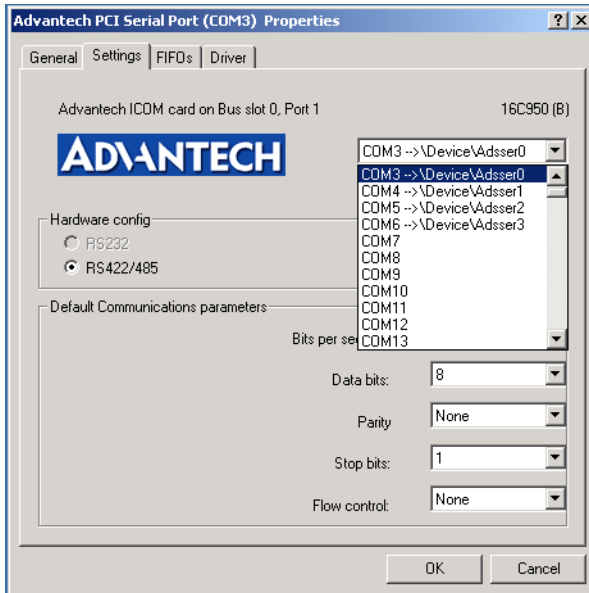 Advantech PCI Serial Port (COM3) Properties
General Settings FIFOs Driver
Advantech ICOM card on Bus slot 0, Port 1 16C950 (B)
ADVANTECH
COM3 -->\Device\Adsser0
COM3 -->\Device\Adsser0
COM4 -->\Device\Adsser1
COM5 -->\Device\Adsser2
COM6 -->\Device\Adsser3
COM7
COM8
COM9
COM10
COM11
COM12
COM13
Hardware config
RS232
RS422/485
Default Communications parameters
Bits per se
Data bits: 8
Parity None
Stop bits: 1
Flow control: None
OK Cancel